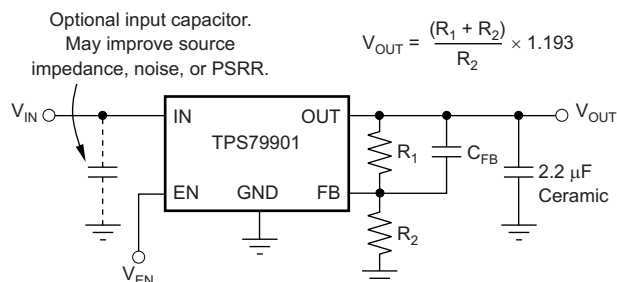 Optional input capacitor.
May improve source
impedance, noise, or PSRR.
V_OUT = (R_1 + R_2) / R_2 × 1.193
V_IN
IN
OUT
V_OUT
TPS79901
R_1
C_FB
2.2 μF
Ceramic
EN
GND
FB
R_2
V_EN